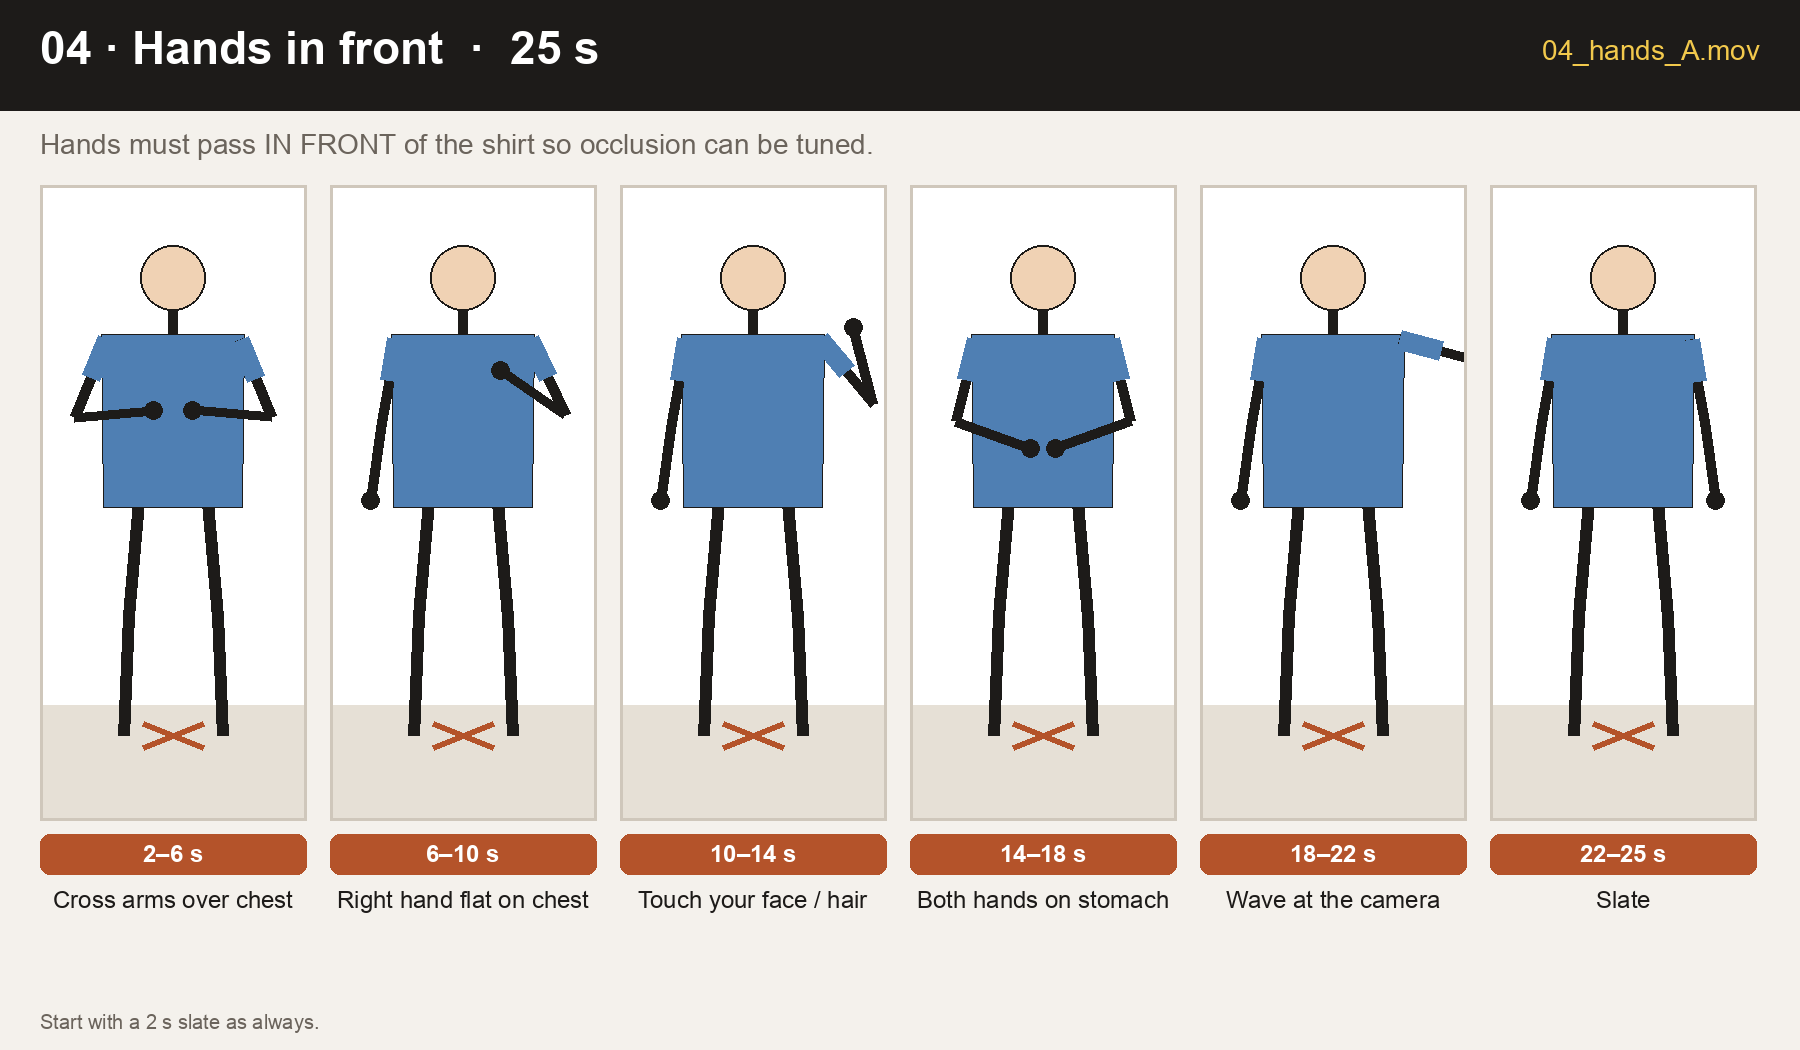 04 · Hands in front · 25 s
04_hands_A.mov
Hands must pass IN FRONT of the shirt so occlusion can be tuned.
2–6 s
Cross arms over chest
6–10 s
Right hand flat on chest
10–14 s
Touch your face / hair
14–18 s
Both hands on stomach
18–22 s
Wave at the camera
22–25 s
Slate
Start with a 2 s slate as always.